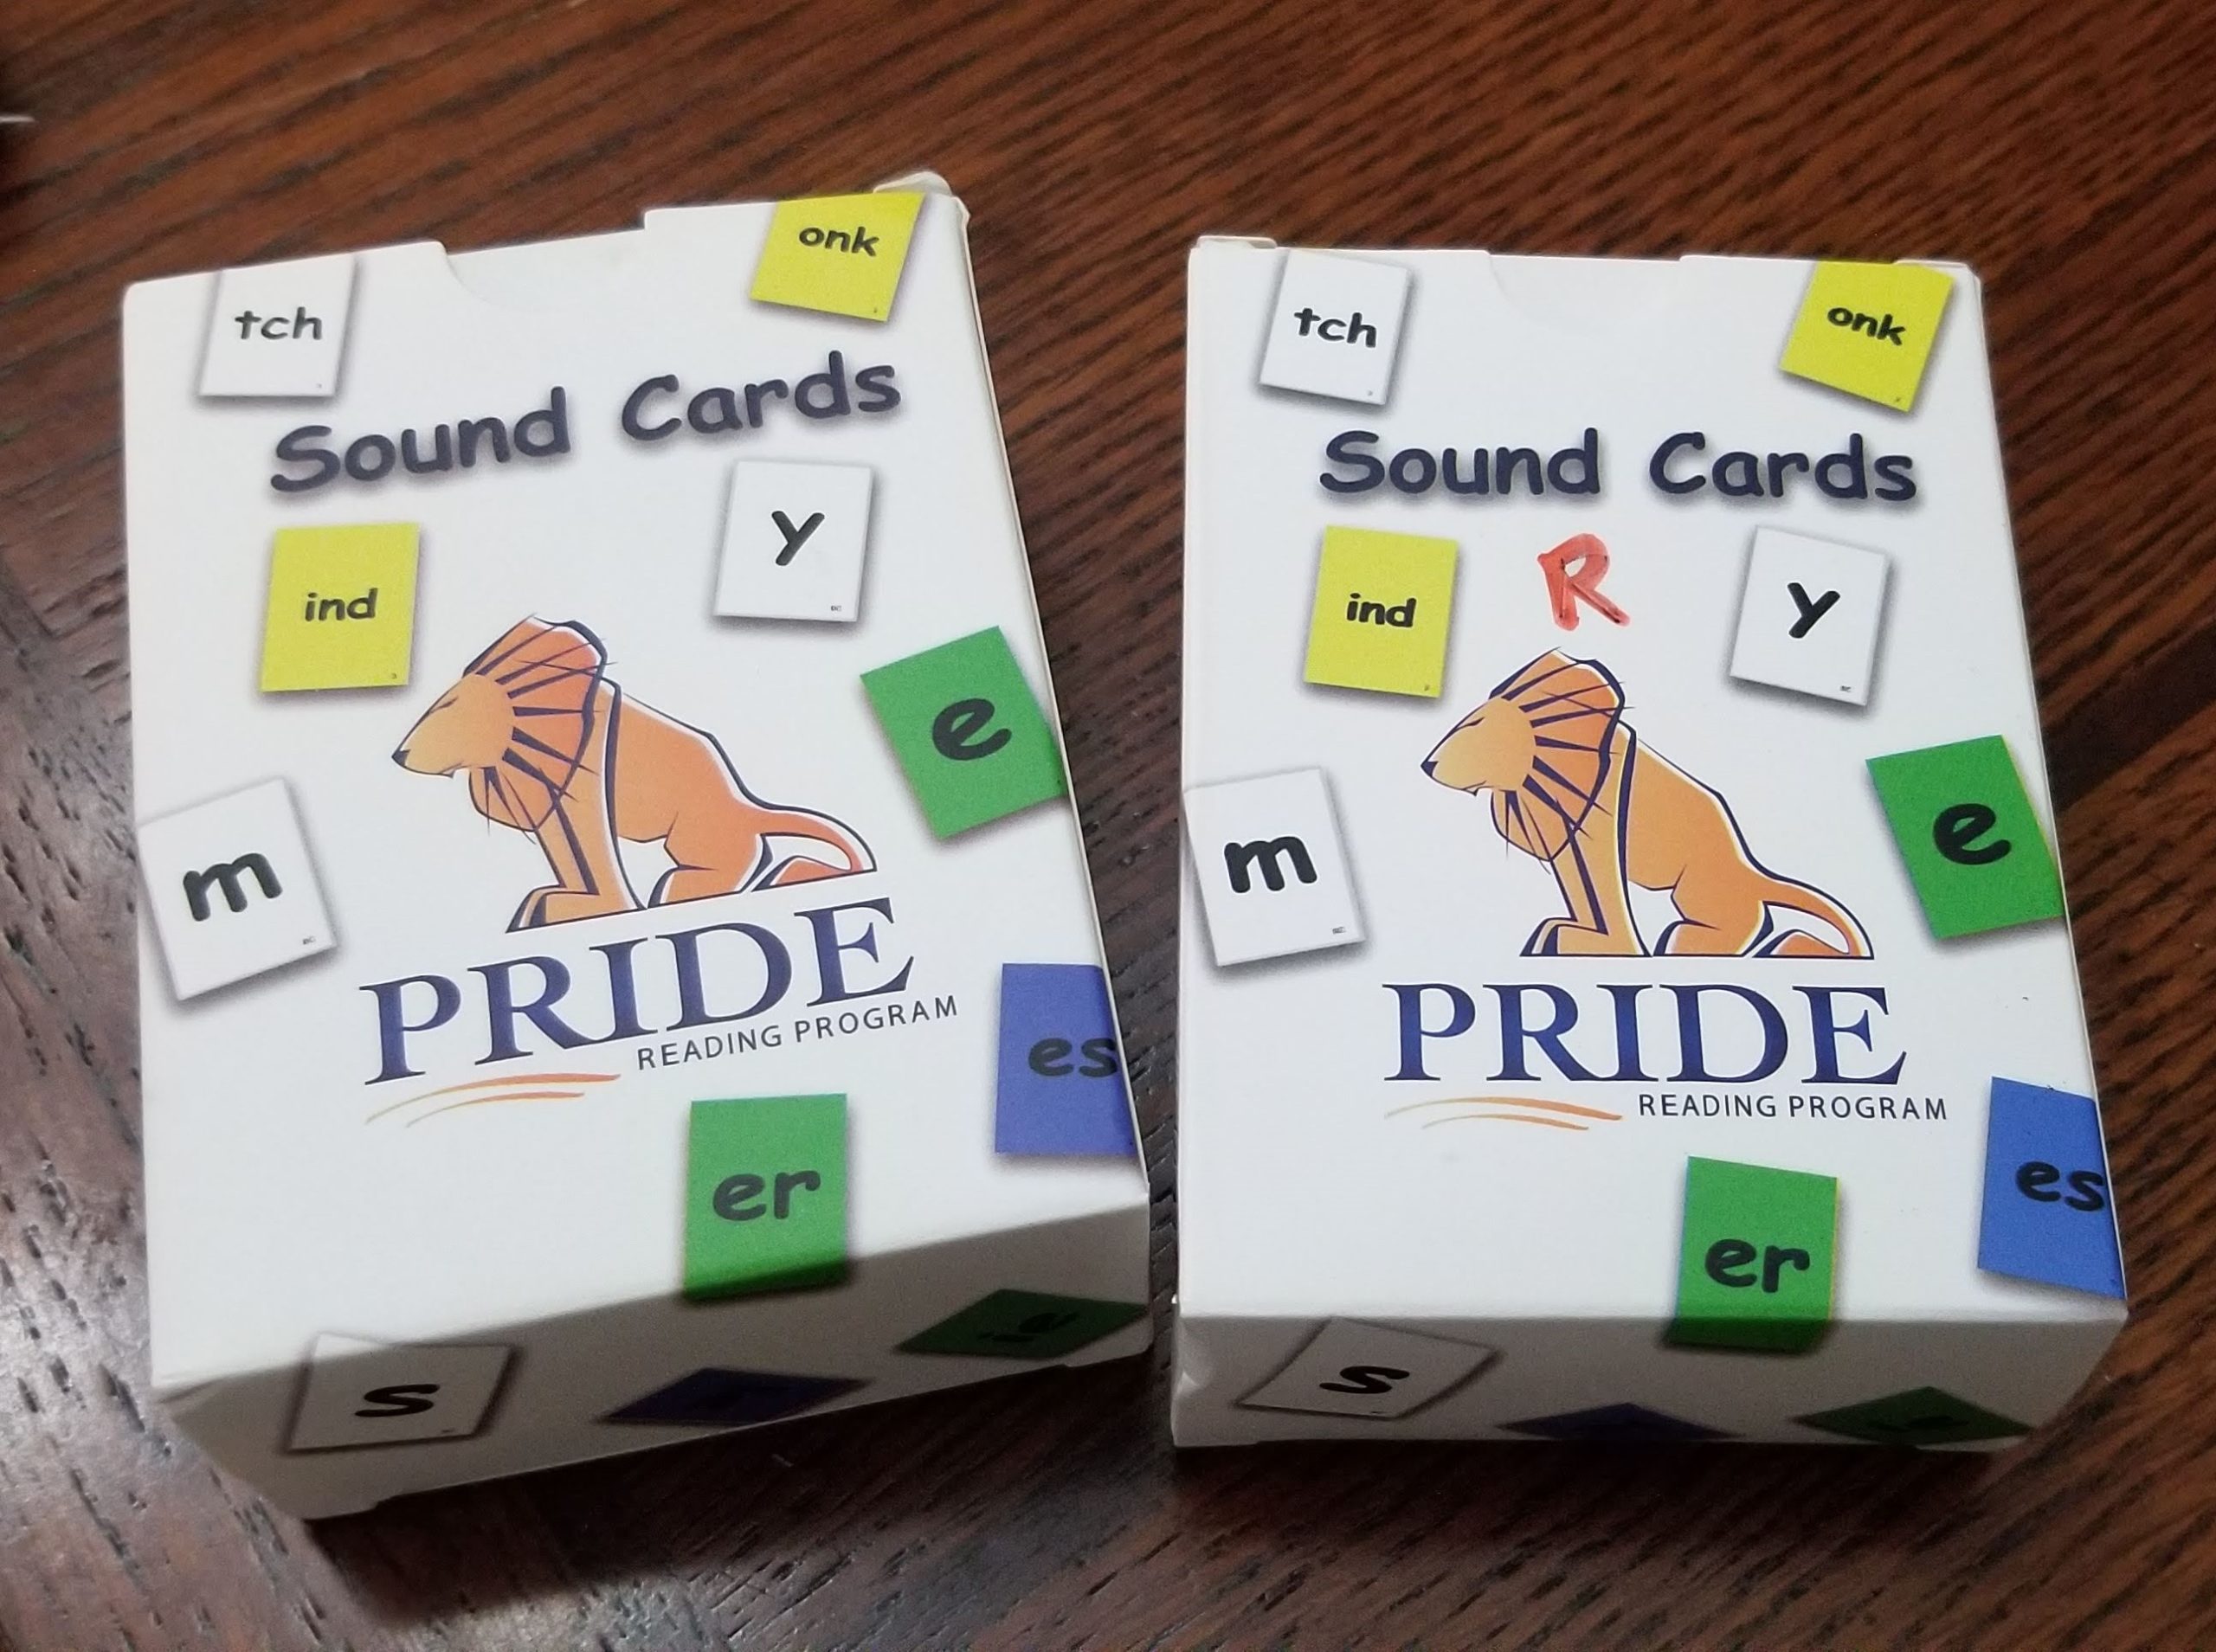 tch
onk
Sound Cards
ind
y
e
m
PRIDE
READING PROGRAM
es
er
s
tch
onk
Sound Cards
ind
R
y
e
m
PRIDE
READING PROGRAM
es
er
s